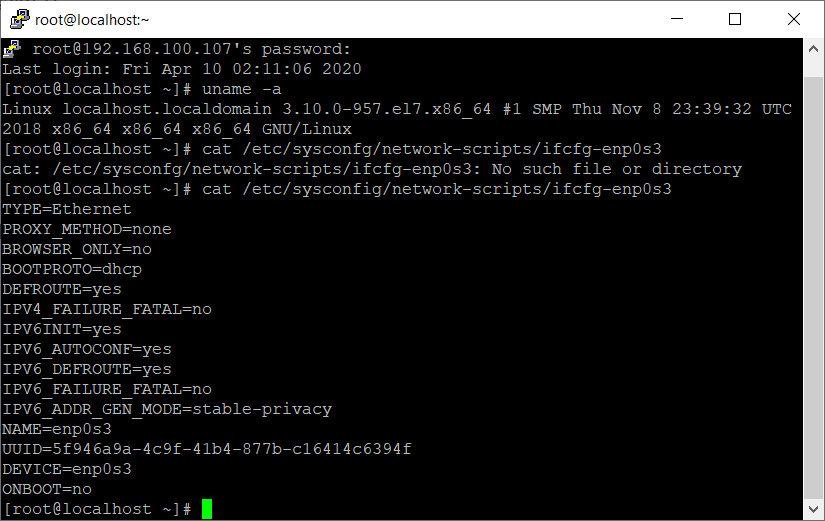 root@localhost:~
root@192.168.100.107's password:
Last login: Fri Apr 10 02:11:06 2020
[root@localhost ~]# uname -a
Linux localhost.localdomain 3.10.0-957.el7.x86_64 #1 SMP Thu Nov 8 23:39:32 UTC
2018 x86_64 x86_64 x86_64 GNU/Linux
[root@localhost ~]# cat /etc/sysconfg/network-scripts/ifcfg-enp0s3
cat: /etc/sysconfg/network-scripts/ifcfg-enp0s3: No such file or directory
[root@localhost ~]# cat /etc/sysconfig/network-scripts/ifcfg-enp0s3
TYPE=Ethernet
PROXY_METHOD=none
BROWSER_ONLY=no
BOOTPROTO=dhcp
DEFROUTE=yes
IPV4_FAILURE_FATAL=no
IPV6INIT=yes
IPV6_AUTOCONF=yes
IPV6_DEFROUTE=yes
IPV6_FAILURE_FATAL=no
IPV6_ADDR_GEN_MODE=stable-privacy
NAME=enp0s3
UUID=5f946a9a-4c9f-41b4-877b-c16414c6394f
DEVICE=enp0s3
ONBOOT=no
[root@localhost ~]#